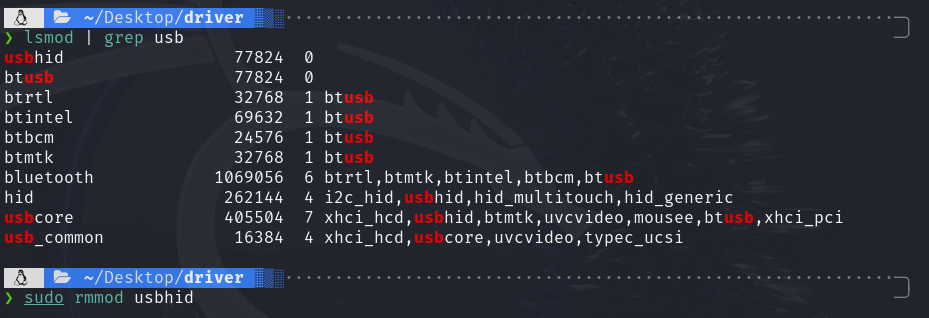 ~/Desktop/driver
❯ lsmod | grep usb
usbhid 77824 0
btusb 77824 0
btrtl 32768 1 btusb
btintel 69632 1 btusb
btbcm 24576 1 btusb
btmtk 32768 1 btusb
bluetooth 1069056 6 btrtl,btmtk,btintel,btbcm,btusb
hid 262144 4 i2c_hid,usbhid,hid_multitouch,hid_generic
usbcore 405504 7 xhci_hcd,usbhid,btmtk,uvcvideo,mousee,btusb,xhci_pci
usb_common 16384 4 xhci_hcd,usbcore,uvcvideo,typec_ucsi
~/Desktop/driver
❯ sudo rmmod usbhid